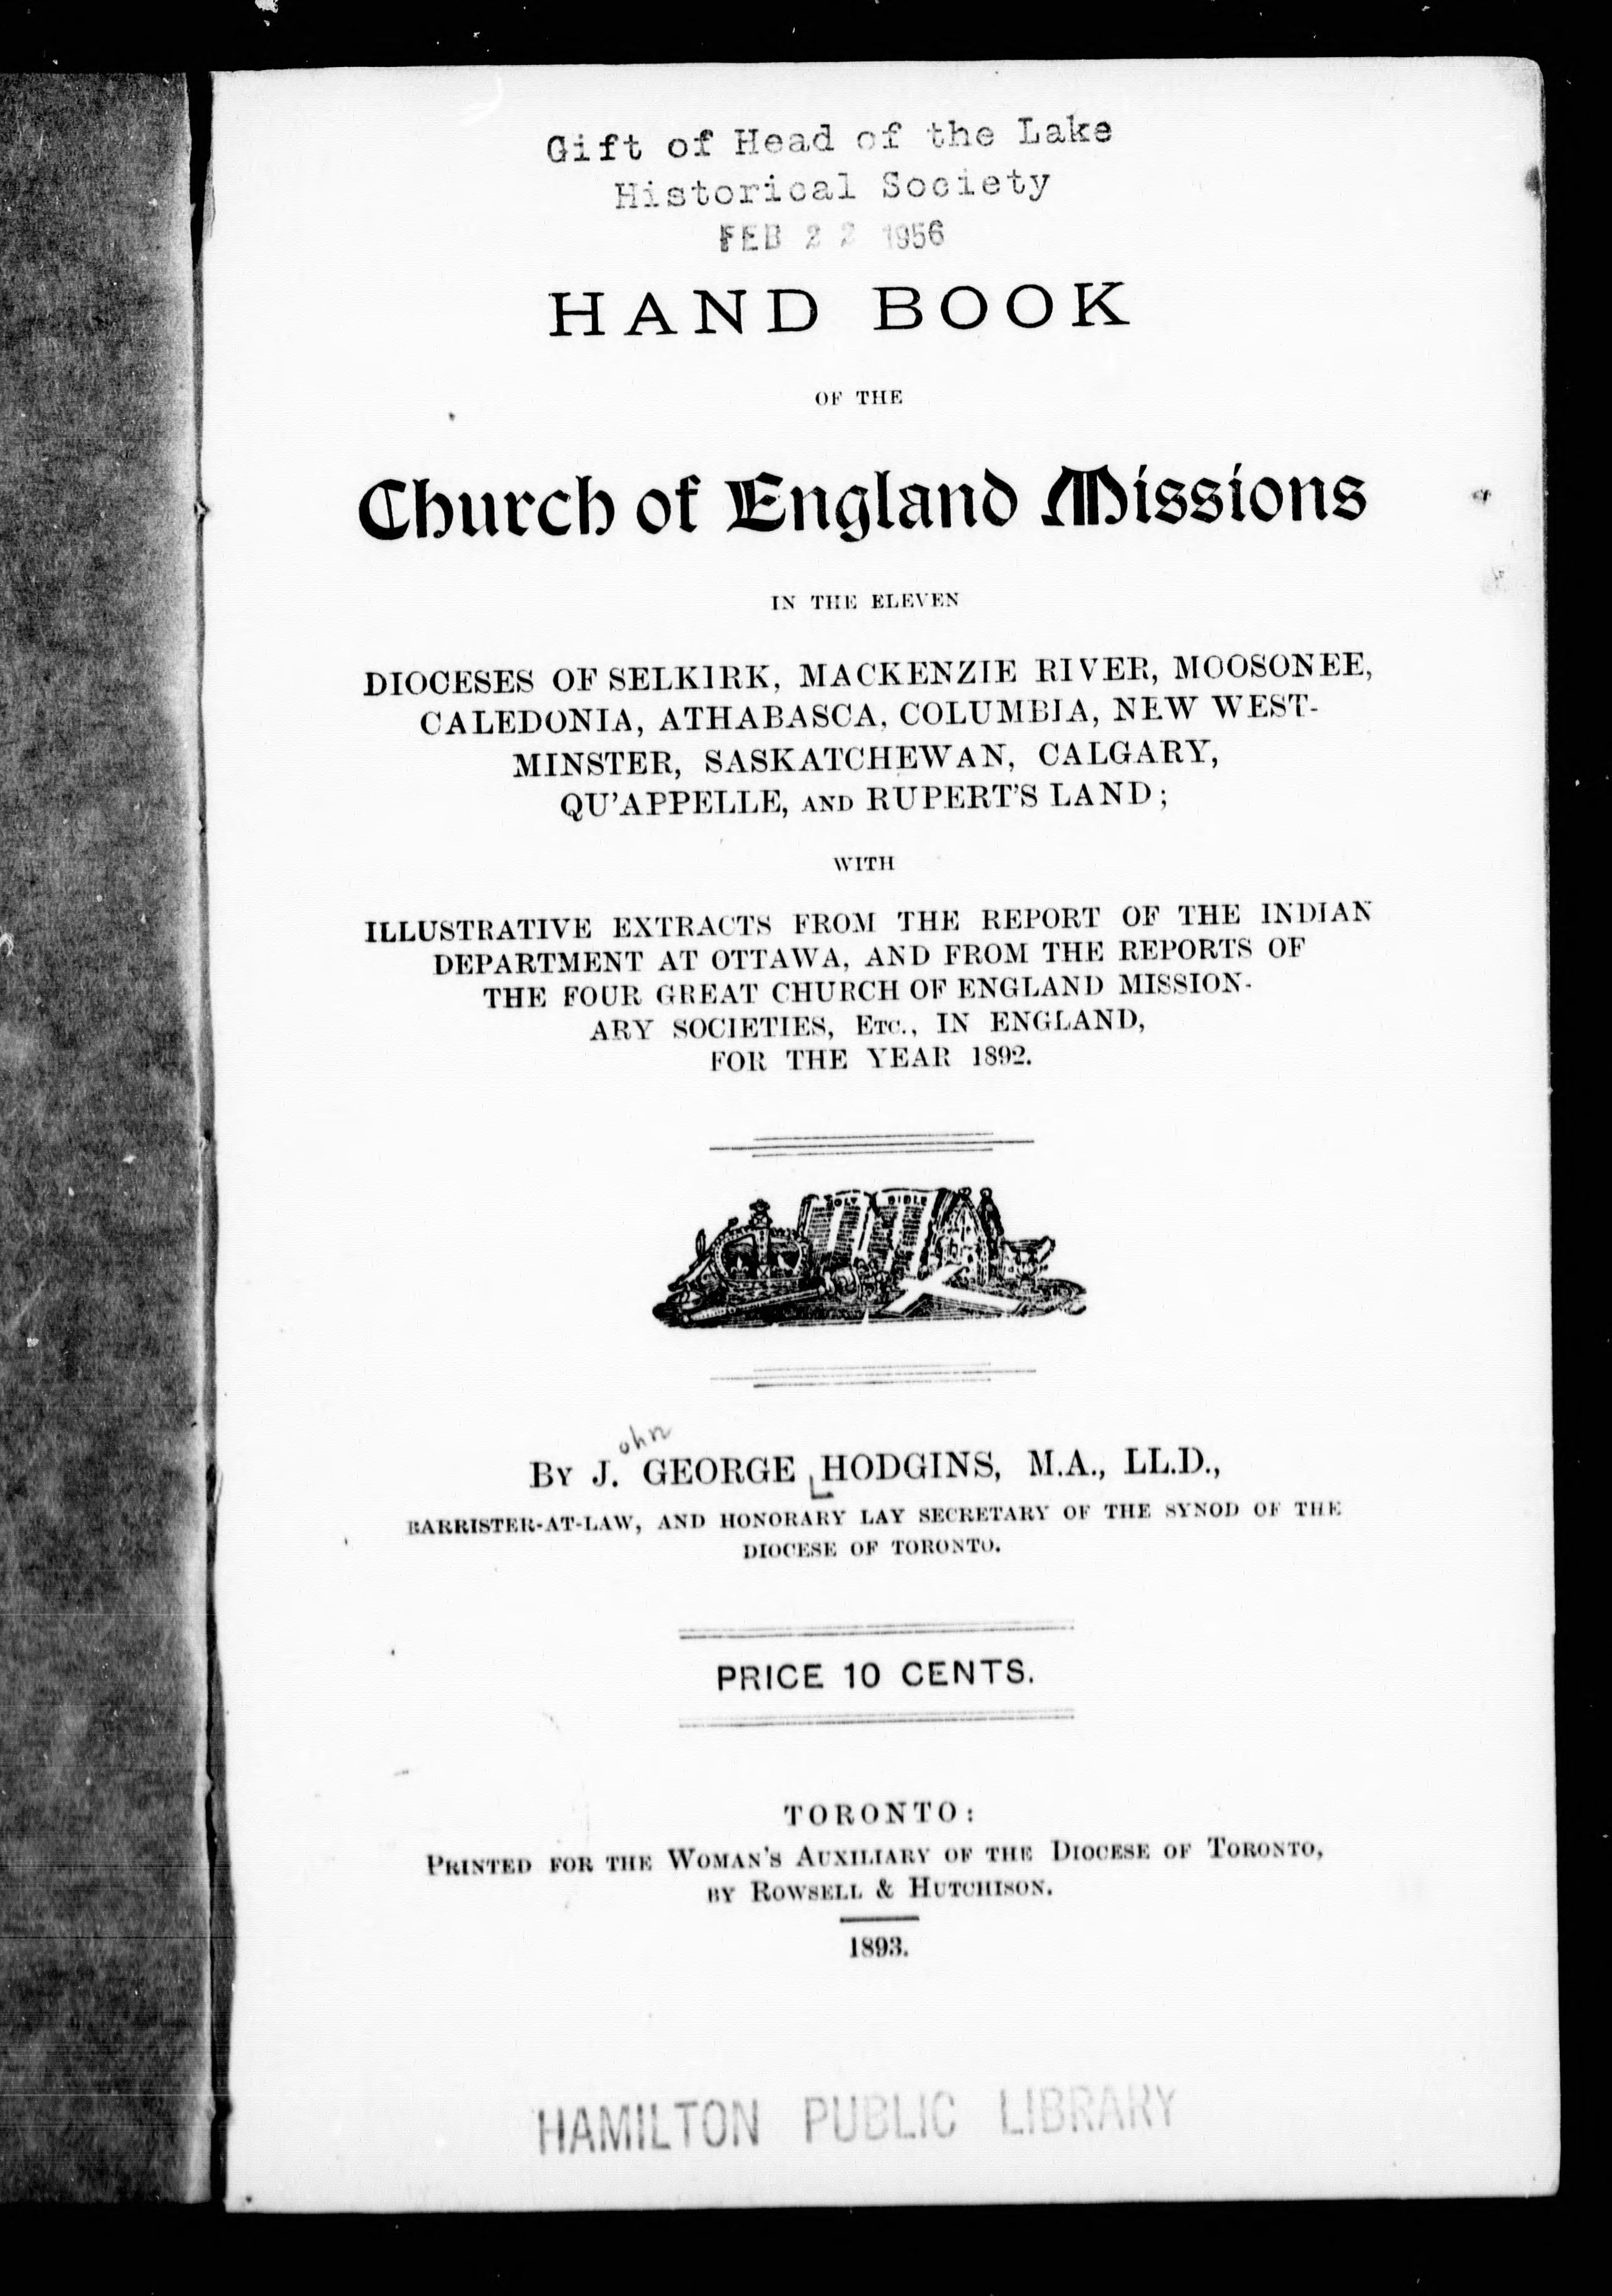 Gift of Head of the Lake
Historical Society
FEB 22 1956
HAND BOOK
OF THE
Church of England Missions
IN THE ELEVEN
DIOCESES OF SELKIRK, MACKENZIE RIVER, MOOSONEE,
CALEDONIA, ATHABASCA, COLUMBIA, NEW WEST-
MINSTER, SASKATCHEWAN, CALGARY,
QU'APPELLE, AND RUPERT'S LAND;
WITH
ILLUSTRATIVE EXTRACTS FROM THE REPORT OF THE INDIAN
DEPARTMENT AT OTTAWA, AND FROM THE REPORTS OF
THE FOUR GREAT CHURCH OF ENGLAND MISSION-
ARY SOCIETIES, ETC., IN ENGLAND,
FOR THE YEAR 1892.
HOLY BIBLE
ohn
BY J. GEORGE HODGINS, M.A., LL.D.,
BARRISTER-AT-LAW, AND HONORARY LAY SECRETARY OF THE SYNOD OF THE
DIOCESE OF TORONTO.
PRICE 10 CENTS.
TORONTO:
PRINTED FOR THE WOMAN'S AUXILIARY OF THE DIOCESE OF TORONTO,
BY ROWSELL & HUTCHISON.
1893.
HAMILTON PUBLIC LIBRARY